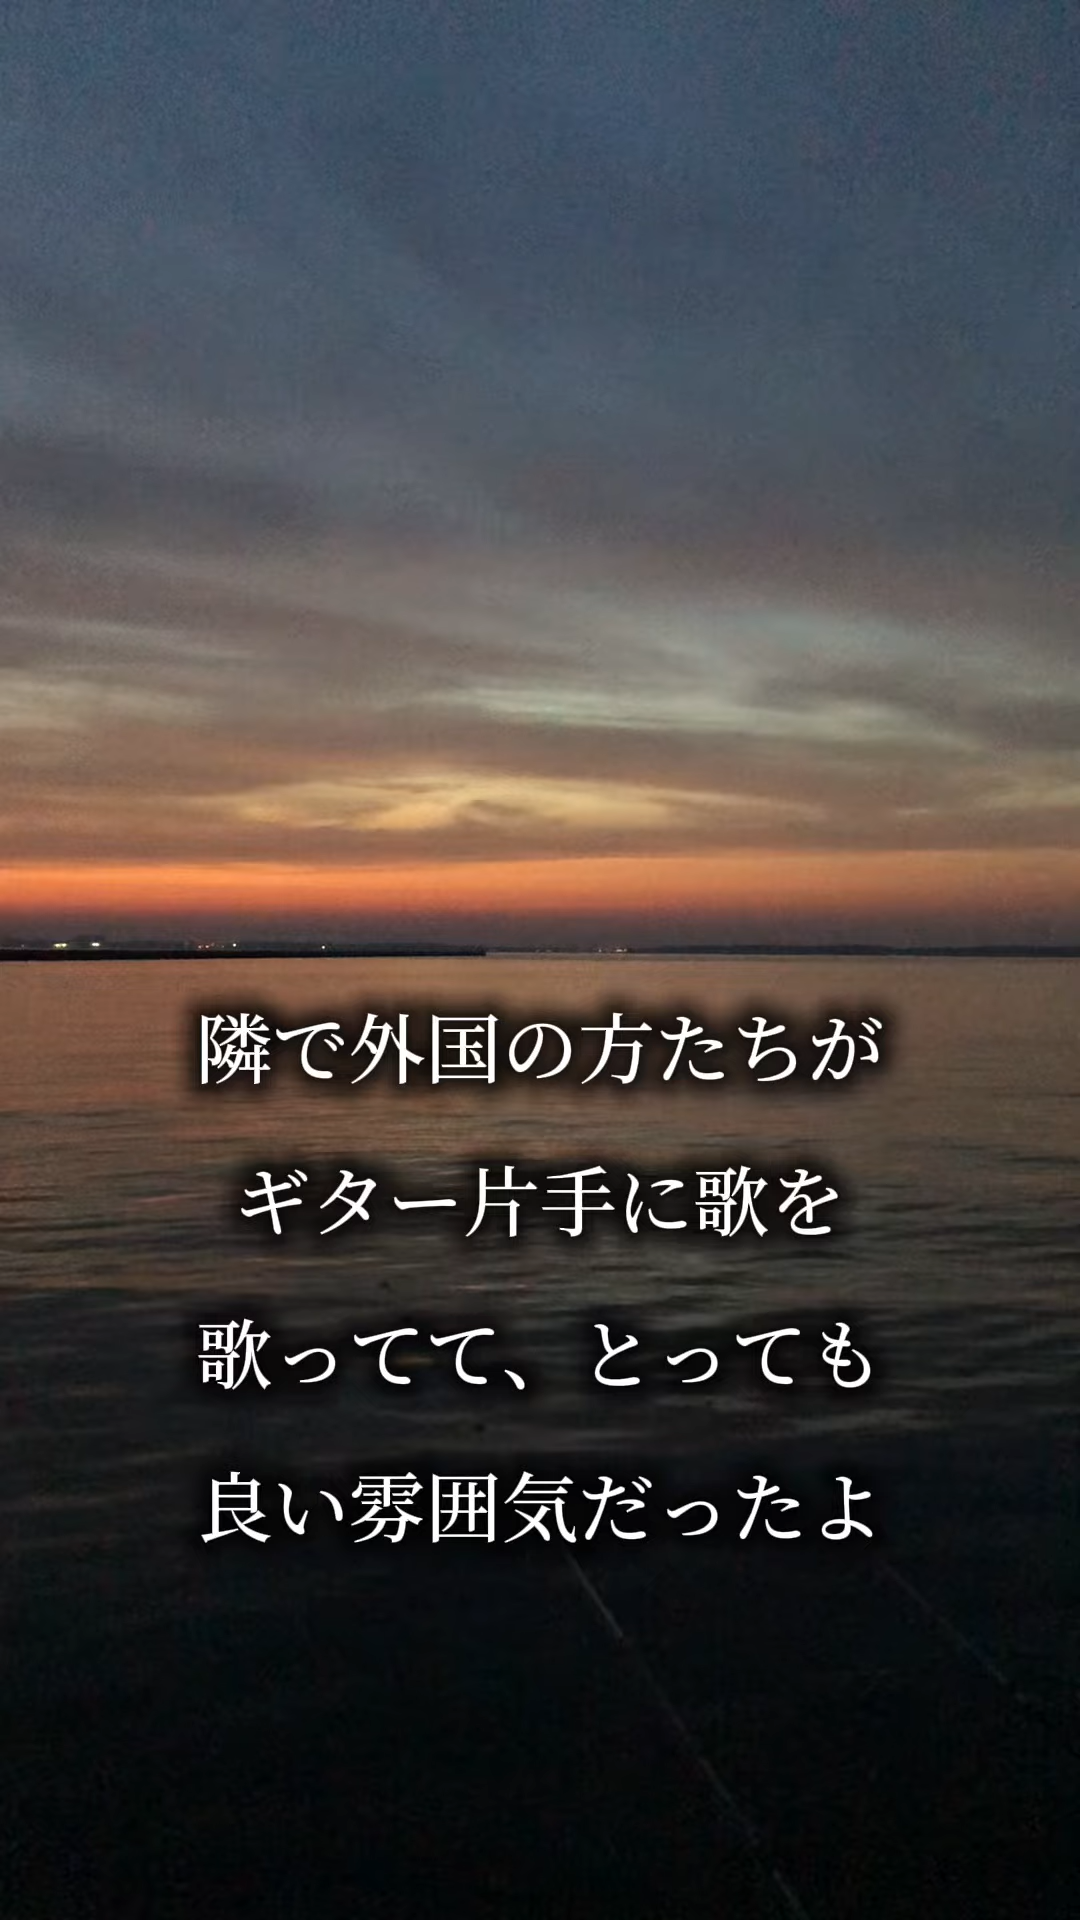 隣で外国の方たちが
ギター片手に歌を
歌ってて、とっても
良い雰囲気だったよ